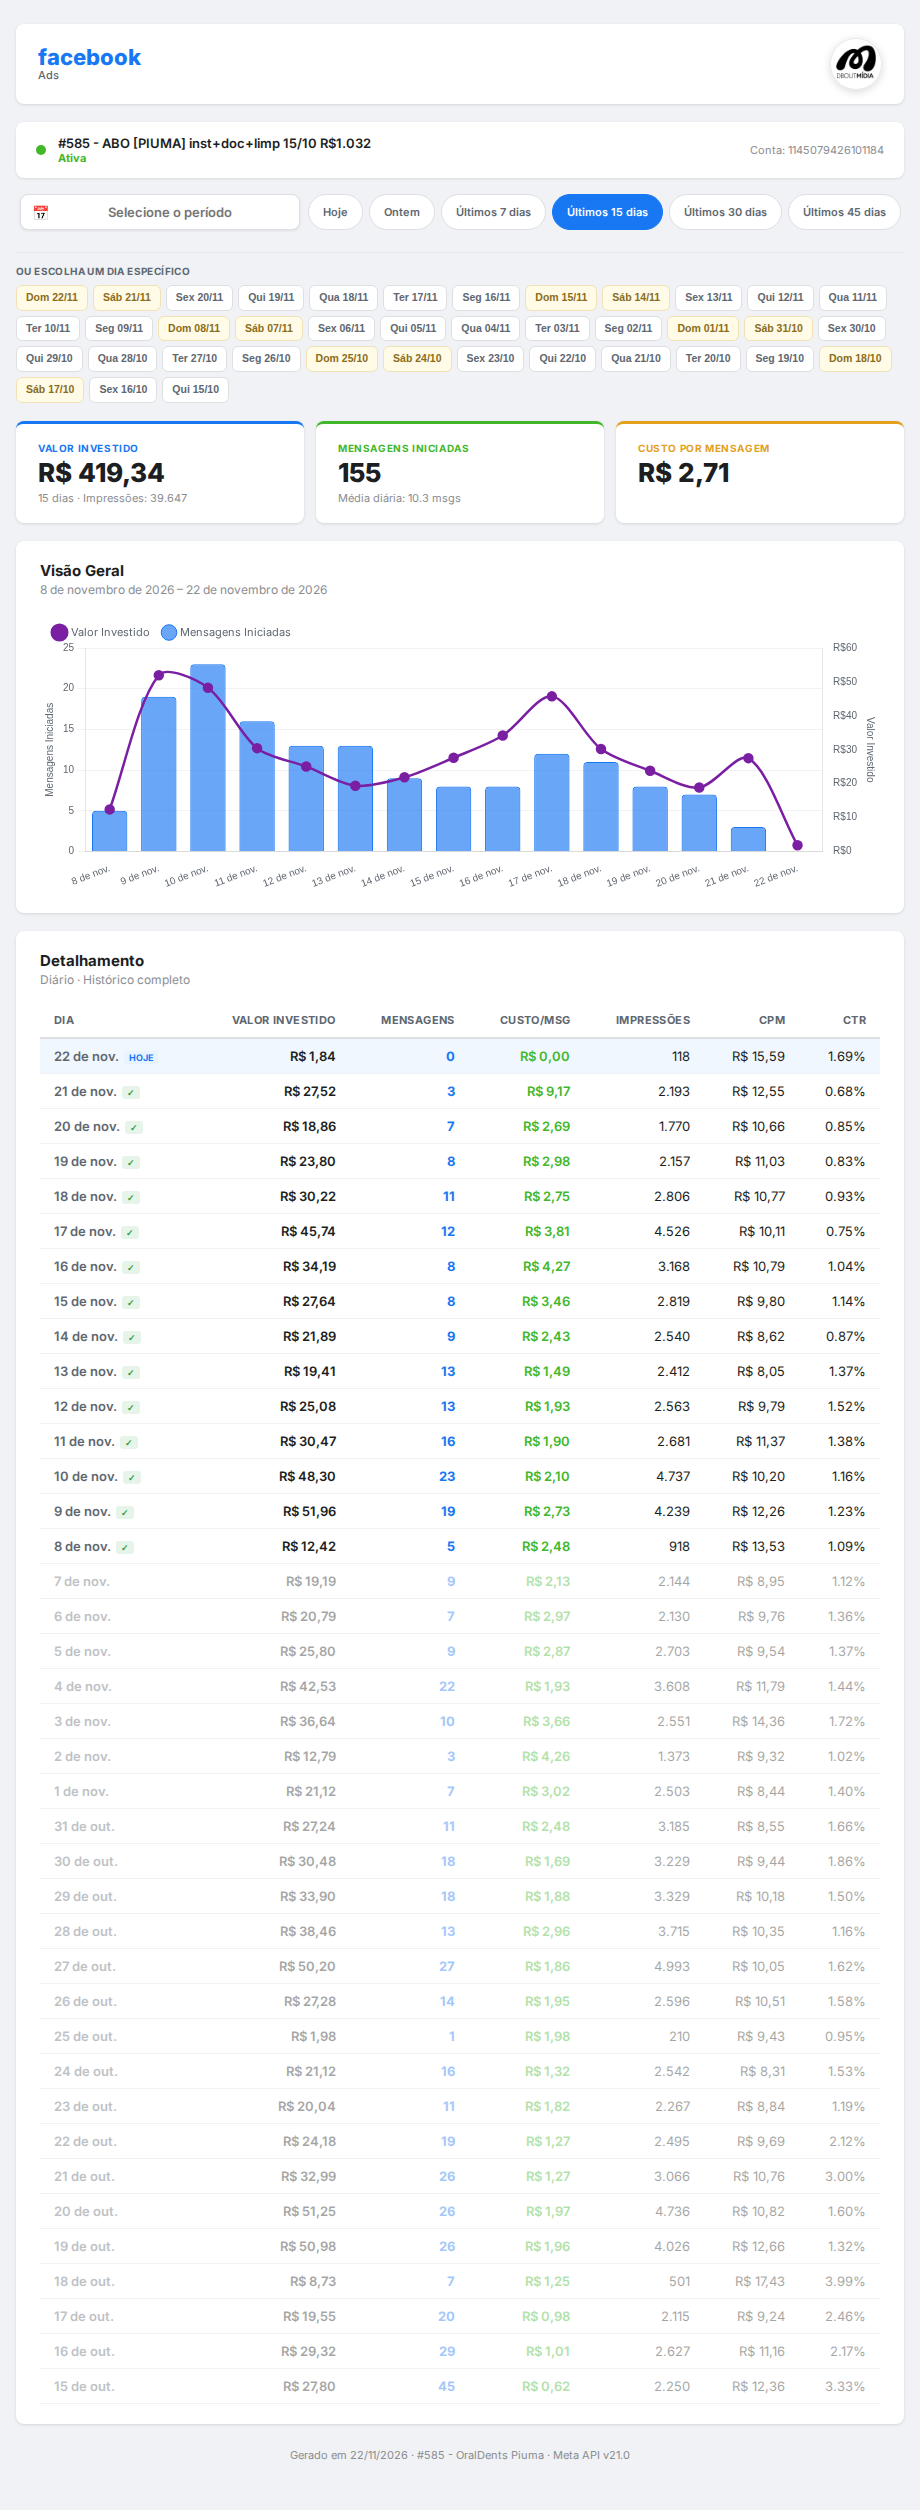 facebook
Ads
DBOUTMÍDIA
#585 - ABO [PIUMA] inst+doc+limp 15/10 R$1.032
Ativa
Conta: 1145079426101184
Selecione o período
Hoje
Ontem
Últimos 7 dias
Últimos 15 dias
Últimos 30 dias
Últimos 45 dias
OU ESCOLHA UM DIA ESPECÍFICO
Dom 22/11 Sáb 21/11 Sex 20/11 Qui 19/11 Qua 18/11 Ter 17/11 Seg 16/11 Dom 15/11 Sáb 14/11 Sex 13/11 Qui 12/11 Qua 11/11
Ter 10/11 Seg 09/11 Dom 08/11 Sáb 07/11 Sex 06/11 Qui 05/11 Qua 04/11 Ter 03/11 Seg 02/11 Dom 01/11 Sáb 31/10 Sex 30/10
Qui 29/10 Qua 28/10 Ter 27/10 Seg 26/10 Dom 25/10 Sáb 24/10 Sex 23/10 Qui 22/10 Qua 21/10 Ter 20/10 Seg 19/10 Dom 18/10
Sáb 17/10 Sex 16/10 Qui 15/10
VALOR INVESTIDO
R$ 419,34
15 dias · Impressões: 39.647
MENSAGENS INICIADAS
155
Média diária: 10.3 msgs
CUSTO POR MENSAGEM
R$ 2,71
Visão Geral
8 de novembro de 2026 – 22 de novembro de 2026
Valor Investido Mensagens Iniciadas
Mensagens Iniciadas
25
20
15
10
5
0
R$60
R$50
R$40
R$30
R$20
R$10
R$0
Valor Investido
8 de nov. 9 de nov. 10 de nov. 11 de nov. 12 de nov. 13 de nov. 14 de nov. 15 de nov. 16 de nov. 17 de nov. 18 de nov. 19 de nov. 20 de nov. 21 de nov. 22 de nov.
Detalhamento
Diário · Histórico completo
DIA VALOR INVESTIDO MENSAGENS CUSTO/MSG IMPRESSÕES CPM CTR
22 de nov. HOJE R$ 1,84 0 R$ 0,00 118 R$ 15,59 1.69%
21 de nov. ✓ R$ 27,52 3 R$ 9,17 2.193 R$ 12,55 0.68%
20 de nov. ✓ R$ 18,86 7 R$ 2,69 1.770 R$ 10,66 0.85%
19 de nov. ✓ R$ 23,80 8 R$ 2,98 2.157 R$ 11,03 0.83%
18 de nov. ✓ R$ 30,22 11 R$ 2,75 2.806 R$ 10,77 0.93%
17 de nov. ✓ R$ 45,74 12 R$ 3,81 4.526 R$ 10,11 0.75%
16 de nov. ✓ R$ 34,19 8 R$ 4,27 3.168 R$ 10,79 1.04%
15 de nov. ✓ R$ 27,64 8 R$ 3,46 2.819 R$ 9,80 1.14%
14 de nov. ✓ R$ 21,89 9 R$ 2,43 2.540 R$ 8,62 0.87%
13 de nov. ✓ R$ 19,41 13 R$ 1,49 2.412 R$ 8,05 1.37%
12 de nov. ✓ R$ 25,08 13 R$ 1,93 2.563 R$ 9,79 1.52%
11 de nov. ✓ R$ 30,47 16 R$ 1,90 2.681 R$ 11,37 1.38%
10 de nov. ✓ R$ 48,30 23 R$ 2,10 4.737 R$ 10,20 1.16%
9 de nov. ✓ R$ 51,96 19 R$ 2,73 4.239 R$ 12,26 1.23%
8 de nov. ✓ R$ 12,42 5 R$ 2,48 918 R$ 13,53 1.09%
7 de nov. R$ 19,19 9 R$ 2,13 2.144 R$ 8,95 1.12%
6 de nov. R$ 20,79 7 R$ 2,97 2.130 R$ 9,76 1.36%
5 de nov. R$ 25,80 9 R$ 2,87 2.703 R$ 9,54 1.37%
4 de nov. R$ 42,53 22 R$ 1,93 3.608 R$ 11,79 1.44%
3 de nov. R$ 36,64 10 R$ 3,66 2.551 R$ 14,36 1.72%
2 de nov. R$ 12,79 3 R$ 4,26 1.373 R$ 9,32 1.02%
1 de nov. R$ 21,12 7 R$ 3,02 2.503 R$ 8,44 1.40%
31 de out. R$ 27,24 11 R$ 2,48 3.185 R$ 8,55 1.66%
30 de out. R$ 30,48 18 R$ 1,69 3.229 R$ 9,44 1.86%
29 de out. R$ 33,90 18 R$ 1,88 3.329 R$ 10,18 1.50%
28 de out. R$ 38,46 13 R$ 2,96 3.715 R$ 10,35 1.16%
27 de out. R$ 50,20 27 R$ 1,86 4.993 R$ 10,05 1.62%
26 de out. R$ 27,28 14 R$ 1,95 2.596 R$ 10,51 1.58%
25 de out. R$ 1,98 1 R$ 1,98 210 R$ 9,43 0.95%
24 de out. R$ 21,12 16 R$ 1,32 2.542 R$ 8,31 1.53%
23 de out. R$ 20,04 11 R$ 1,82 2.267 R$ 8,84 1.19%
22 de out. R$ 24,18 19 R$ 1,27 2.495 R$ 9,69 2.12%
21 de out. R$ 32,99 26 R$ 1,27 3.066 R$ 10,76 3.00%
20 de out. R$ 51,25 26 R$ 1,97 4.736 R$ 10,82 1.60%
19 de out. R$ 50,98 26 R$ 1,96 4.026 R$ 12,66 1.32%
18 de out. R$ 8,73 7 R$ 1,25 501 R$ 17,43 3.99%
17 de out. R$ 19,55 20 R$ 0,98 2.115 R$ 9,24 2.46%
16 de out. R$ 29,32 29 R$ 1,01 2.627 R$ 11,16 2.17%
15 de out. R$ 27,80 45 R$ 0,62 2.250 R$ 12,36 3.33%
Gerado em 22/11/2026 · #585 - OralDents Piuma · Meta API v21.0